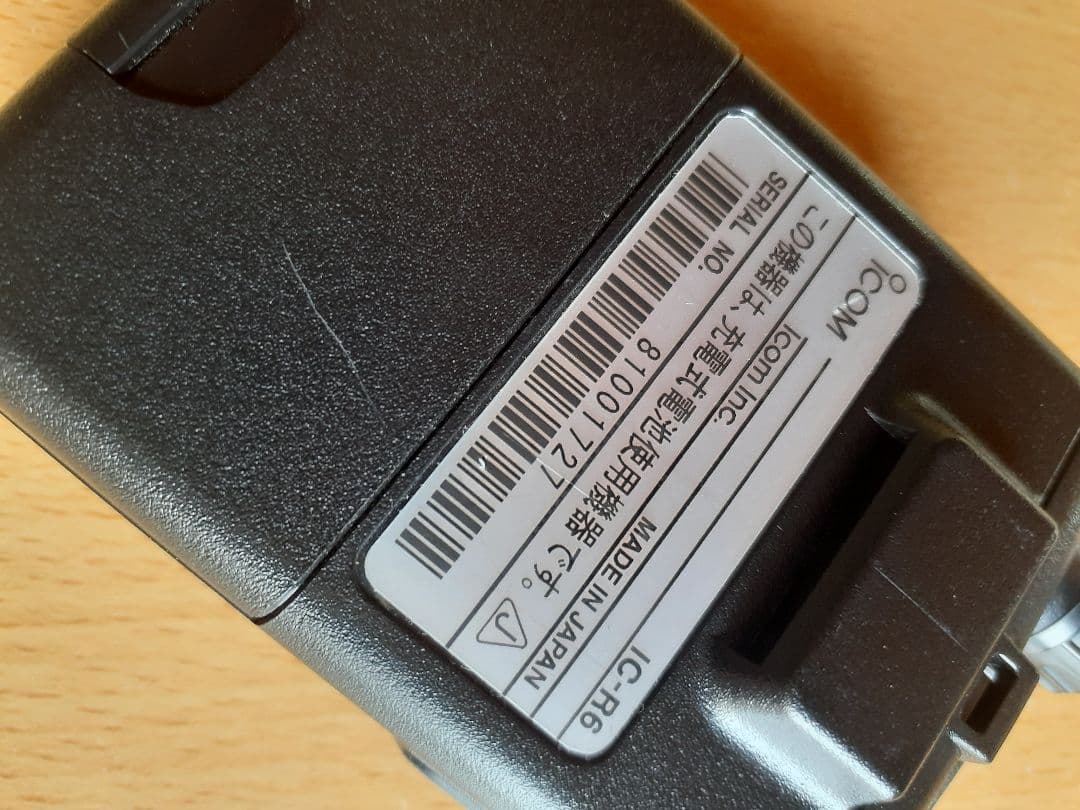 ICOM IC-R6
Icom Inc. MADE IN JAPAN
この機器は、充電式電池使用機器です。 J
SERIAL NO. 81001727